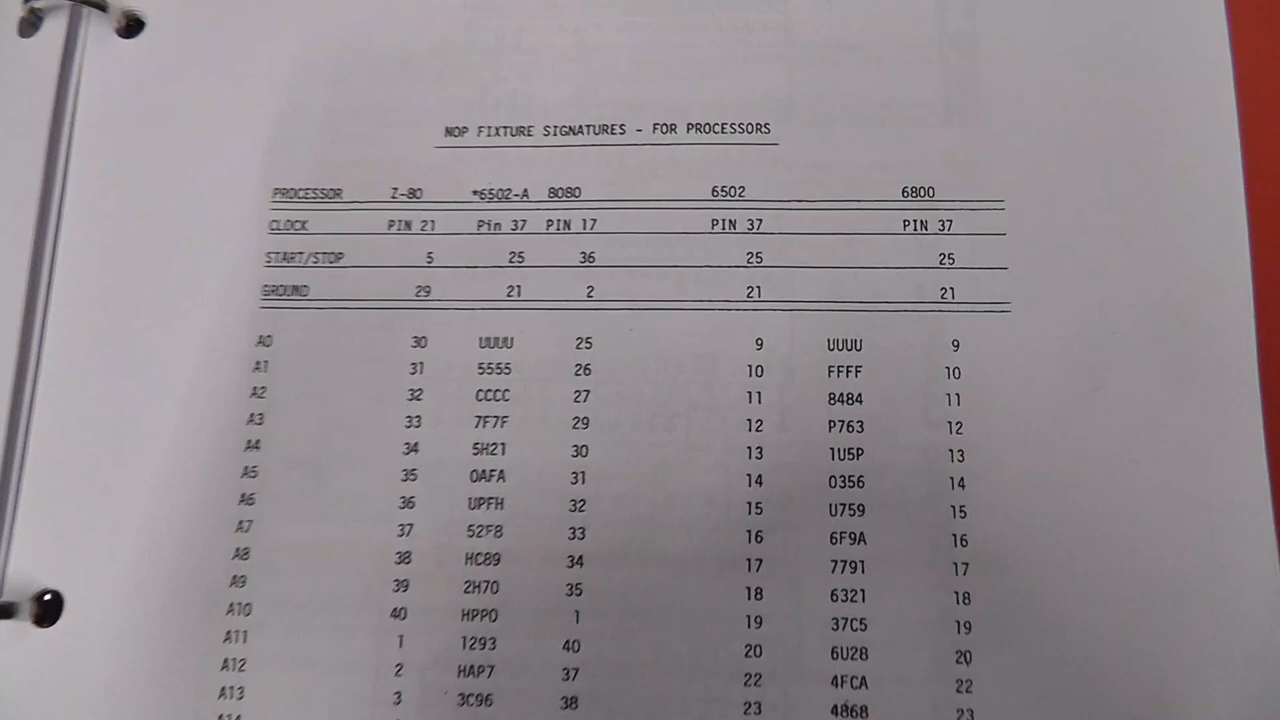 NOP FIXTURE SIGNATURES - FOR PROCESSORS
PROCESSOR Z-80 *6502-A 8080 6502 6800
CLOCK PIN 21 Pin 37 PIN 17 PIN 37 PIN 37
START/STOP 5 25 36 25 25
GROUND 29 21 2 21 21
A0 30 UUUU 25 9 UUUU 9
A1 31 5555 26 10 FFFF 10
A2 32 CCCC 27 11 8484 11
A3 33 7F7F 29 12 P763 12
A4 34 5H21 30 13 1U5P 13
A5 35 0AFA 31 14 0356 14
A6 36 UPFH 32 15 U759 15
A7 37 52F8 33 16 6F9A 16
A8 38 HC89 34 17 7791 17
A9 39 2H70 35 18 6321 18
A10 40 HPP0 1 19 37C5 19
A11 1 1293 40 20 6U28 20
A12 2 HAP7 37 22 4FCA 22
A13 3 3C96 38 23 4868 23
A14